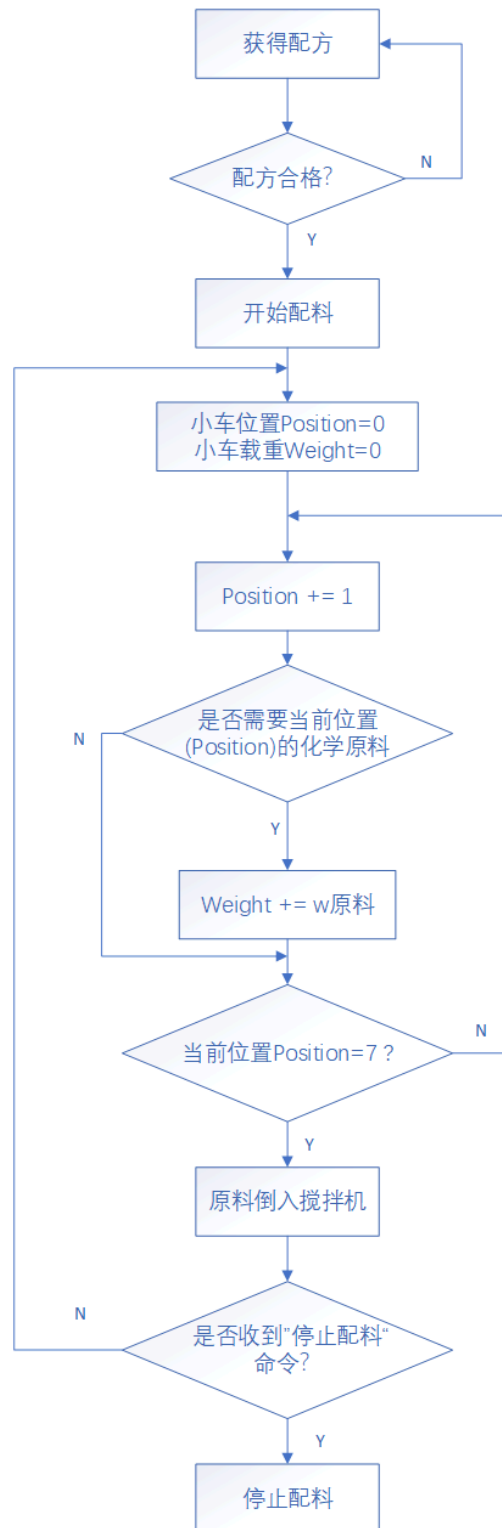 获得配方
配方合格?
N
Y
开始配料
小车位置Position=0
小车载重Weight=0
Position += 1
是否需要当前位置
(Position)的化学原料
N
Y
Weight += w原料
当前位置Position=7？
N
Y
原料倒入搅拌机
是否收到"停止配料“
命令?
N
Y
停止配料